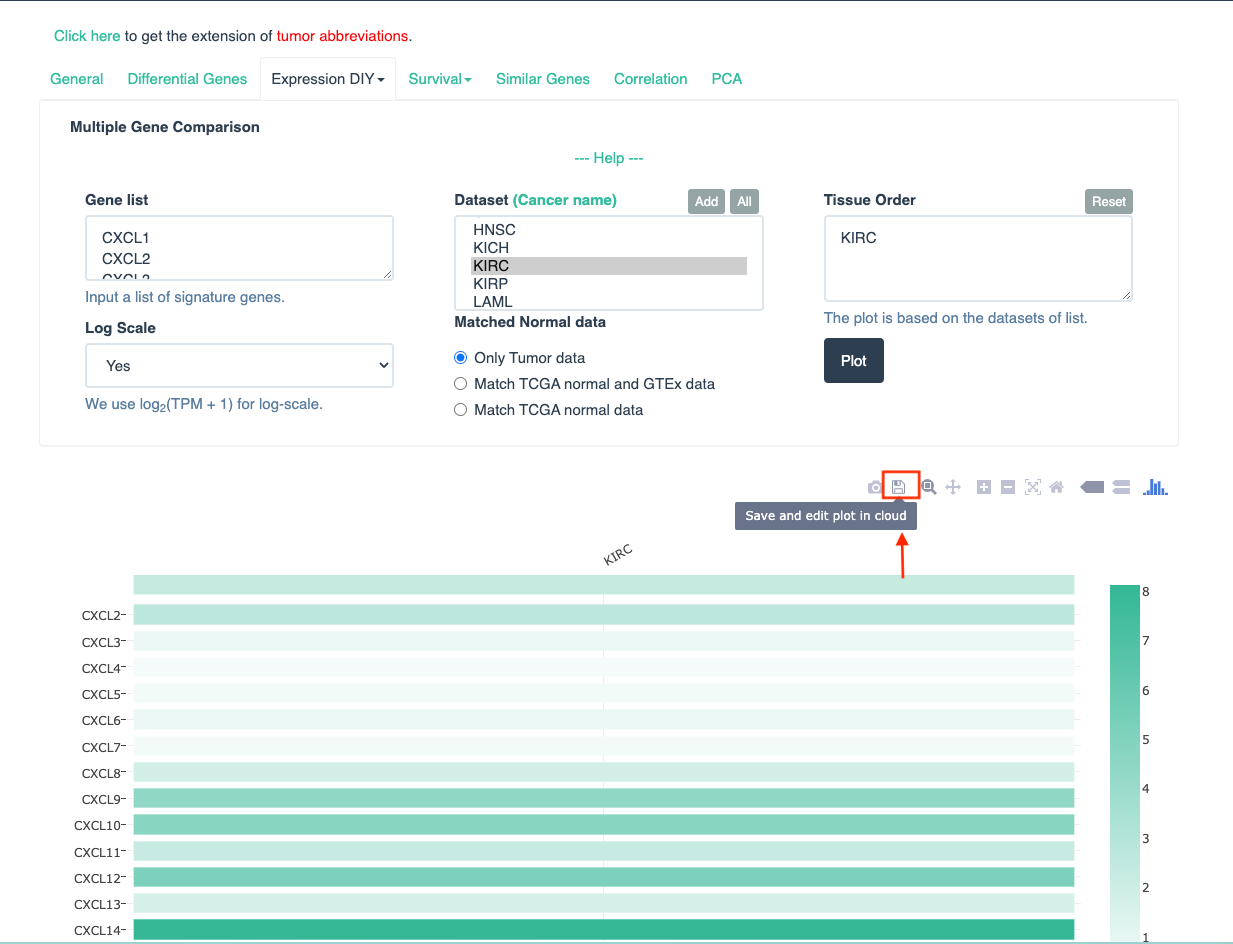 Click here to get the extension of tumor abbreviations.
General Differential Genes Expression DIY Survival Similar Genes Correlation PCA
Multiple Gene Comparison
--- Help ---
Gene list
CXCL1
CXCL2
CXCL3
Input a list of signature genes.
Log Scale
Yes
We use log2(TPM + 1) for log-scale.
Dataset (Cancer name) Add All
HNSC
KICH
KIRC
KIRP
LAML
Matched Normal data
Only Tumor data
Match TCGA normal and GTEx data
Match TCGA normal data
Tissue Order Reset
KIRC
The plot is based on the datasets of list.
Plot
Save and edit plot in cloud
KIRC
CXCL2
CXCL3
CXCL4
CXCL5
CXCL6
CXCL7
CXCL8
CXCL9
CXCL10
CXCL11
CXCL12
CXCL13
CXCL14
8
7
6
5
4
3
2
1